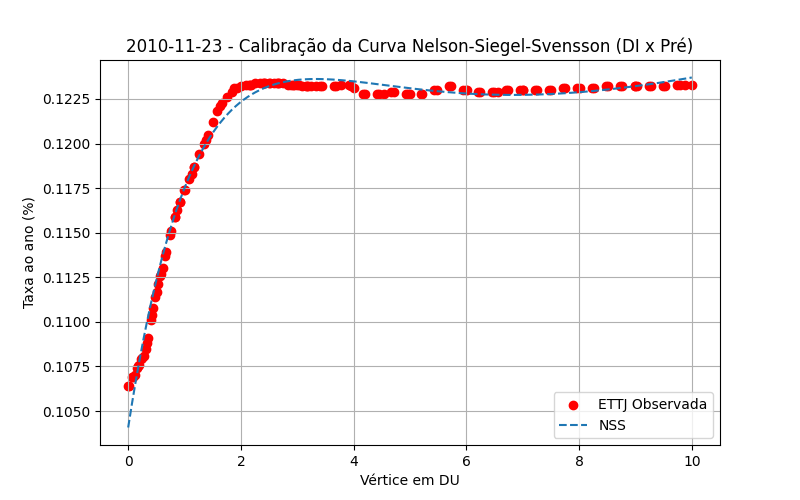 2010-11-23 - Calibração da Curva Nelson-Siegel-Svensson (DI x Pré)
Taxa ao ano (%)
0.1225
0.1200
0.1175
0.1150
0.1125
0.1100
0.1075
0.1050
0 2 4 6 8 10
Vértice em DU
ETTJ Observada
NSS